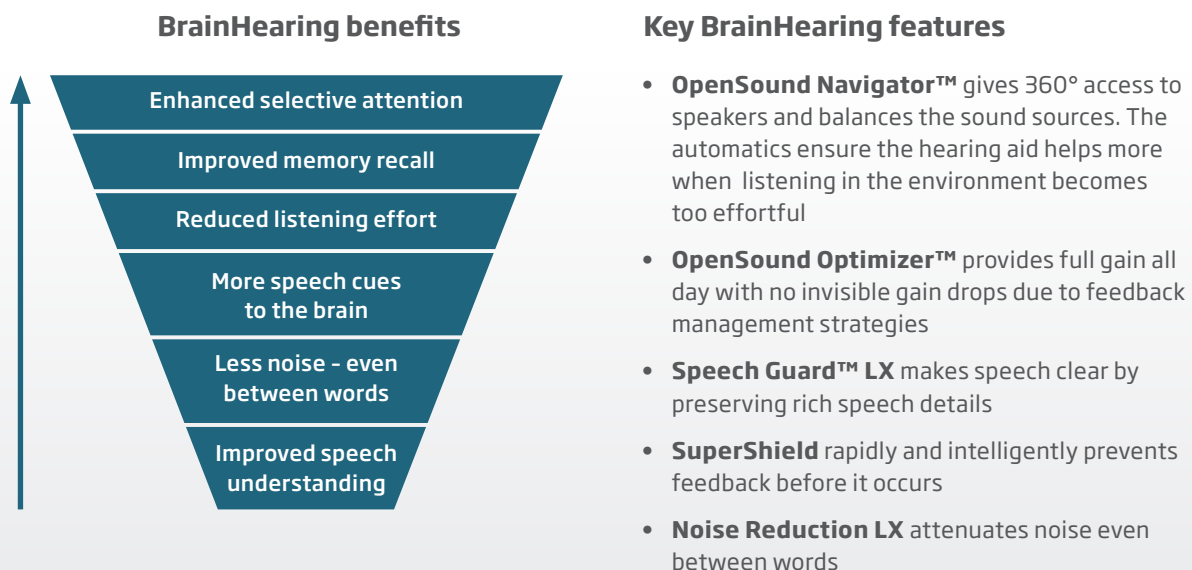 BrainHearing benefits
Enhanced selective attention
Improved memory recall
Reduced listening effort
More speech cues
to the brain
Less noise – even
between words
Improved speech
understanding
Key BrainHearing features
• OpenSound Navigator™ gives 360° access to
speakers and balances the sound sources. The
automatics ensure the hearing aid helps more
when listening in the environment becomes
too effortful
• OpenSound Optimizer™ provides full gain all
day with no invisible gain drops due to feedback
management strategies
• Speech Guard™ LX makes speech clear by
preserving rich speech details
• SuperShield rapidly and intelligently prevents
feedback before it occurs
• Noise Reduction LX attenuates noise even
between words